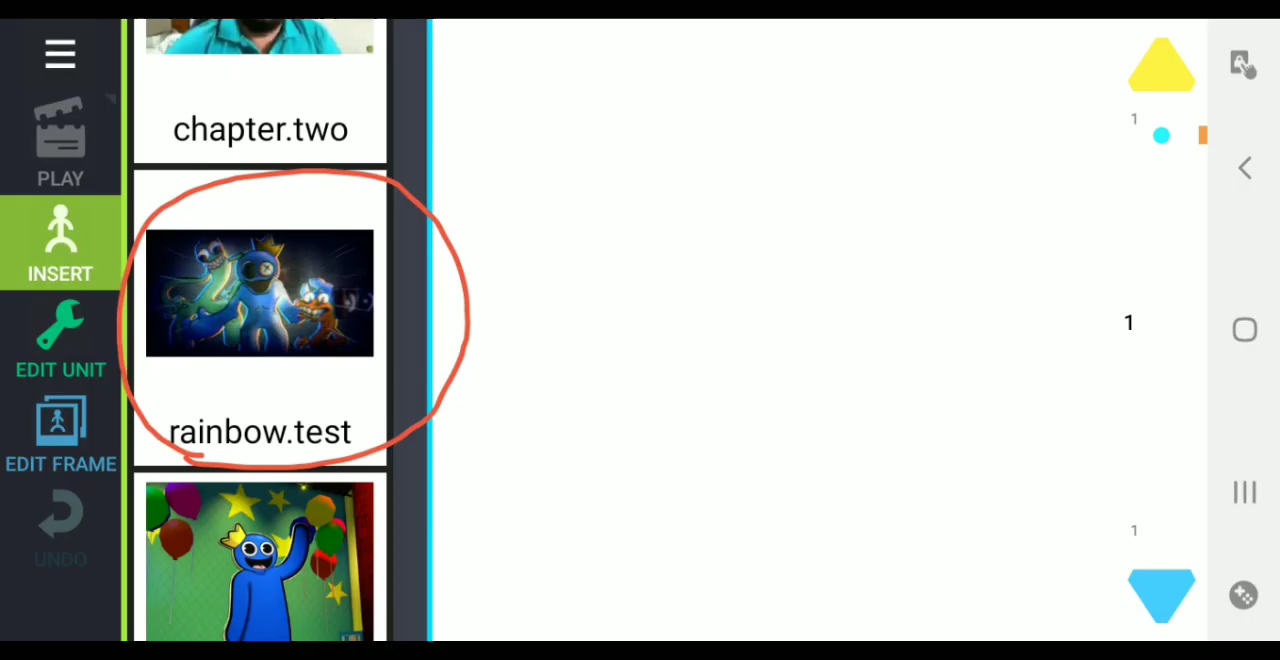 chapter.two
PLAY
INSERT
rainbow.test
EDIT UNIT
EDIT FRAME
UNDO
1
1
1